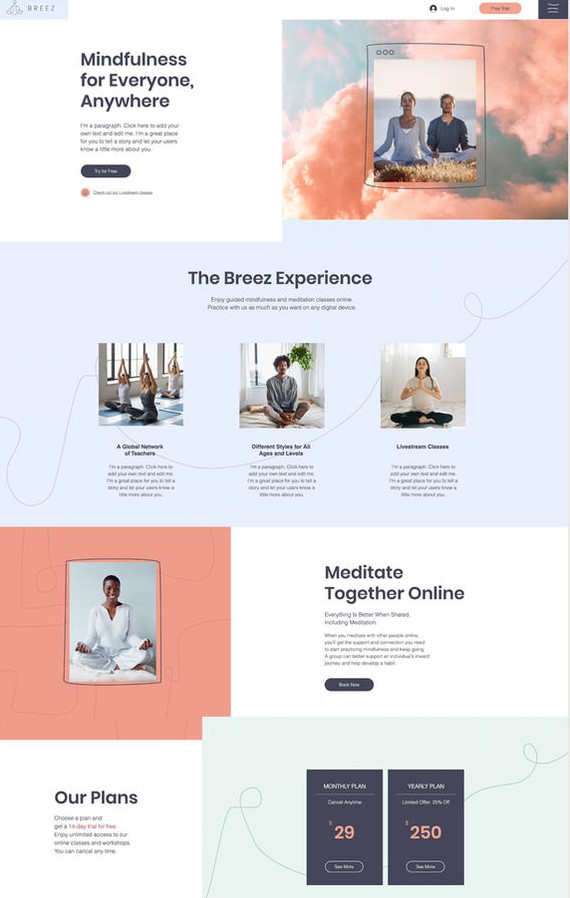 BREEZ
Log In
Free Trial
Mindfulness
for Everyone,
Anywhere
I'm a paragraph. Click here to add your
own text and edit me. I'm a great place
for you to tell a story and let your users
know a little more about you.
Try for Free
Check out our Livestream classes
The Breez Experience
Enjoy guided mindfulness and meditation classes online.
Practice with us as much as you want on any digital device.
A Global Network
of Teachers
I'm a paragraph. Click here to
add your own text and edit me.
I'm a great place for you to tell a
story and let your users know a
little more about you.
Different Styles for All
Ages and Levels
I'm a paragraph. Click here to
add your own text and edit me.
I'm a great place for you to tell a
story and let your users know a
little more about you.
Livestream Classes
I'm a paragraph. Click here to
add your own text and edit me.
I'm a great place for you to tell a
story and let your users know a
little more about you.
Meditate
Together Online
Everything Is Better When Shared,
Including Meditation.
When you meditate with other people online,
you'll get the support and connection you need
to start practicing mindfulness and keep going.
A group can better support an individual's inward
journey and help develop a habit.
Book Now
Our Plans
Choose a plan and
get a 14-day trial for free.
Enjoy unlimited access to our
online classes and workshops.
You can cancel any time.
MONTHLY PLAN
Cancel Anytime
$ 29
See More
YEARLY PLAN
Limited Offer: 25% Off
$ 250
See More